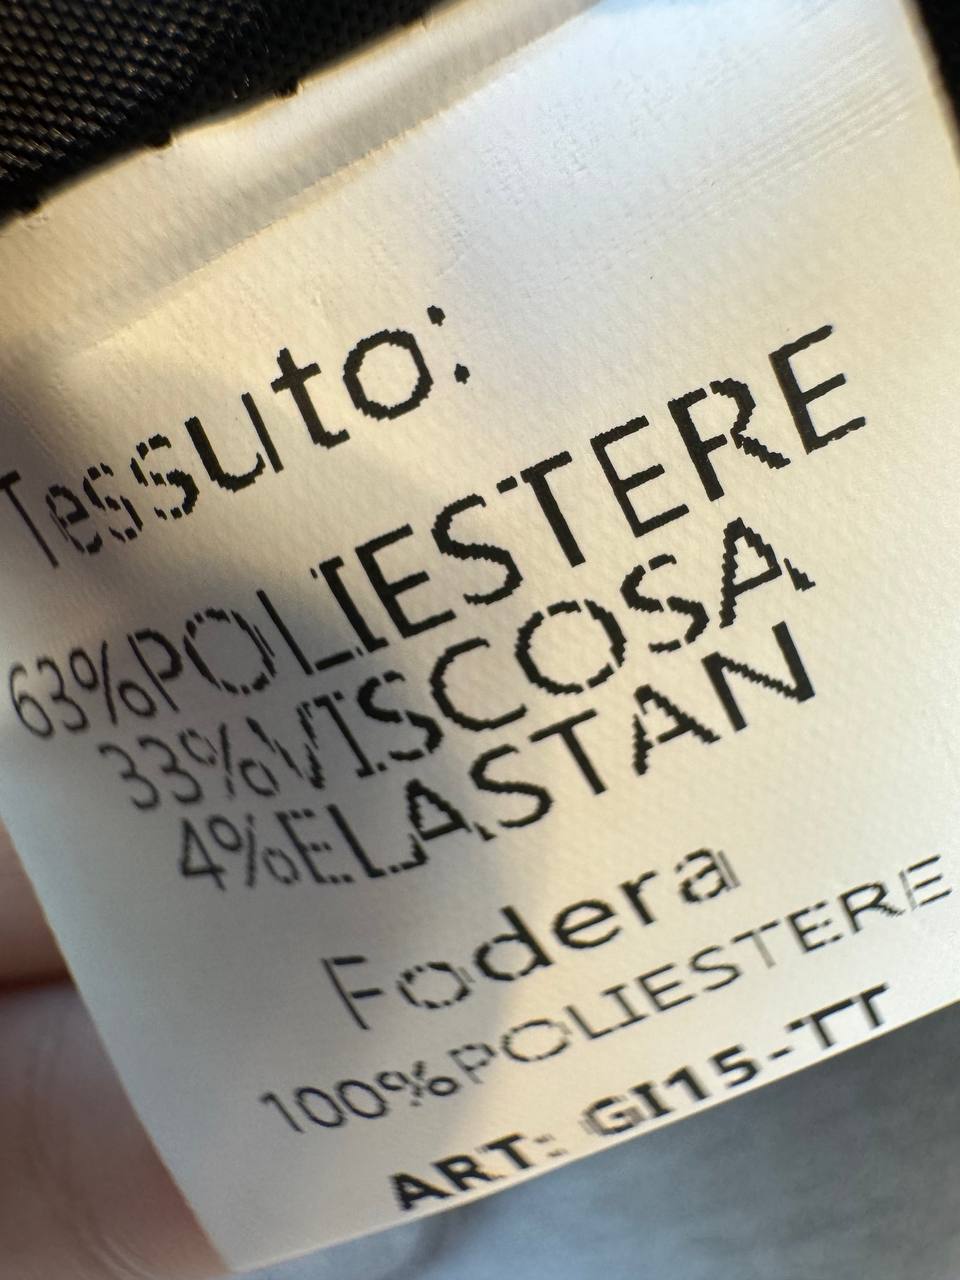 Tessuto:
63%POLIESTERE
33%VISCOSA
4%ELASTAN
Fodera
100%POLIESTERE
ART: GI15-TT